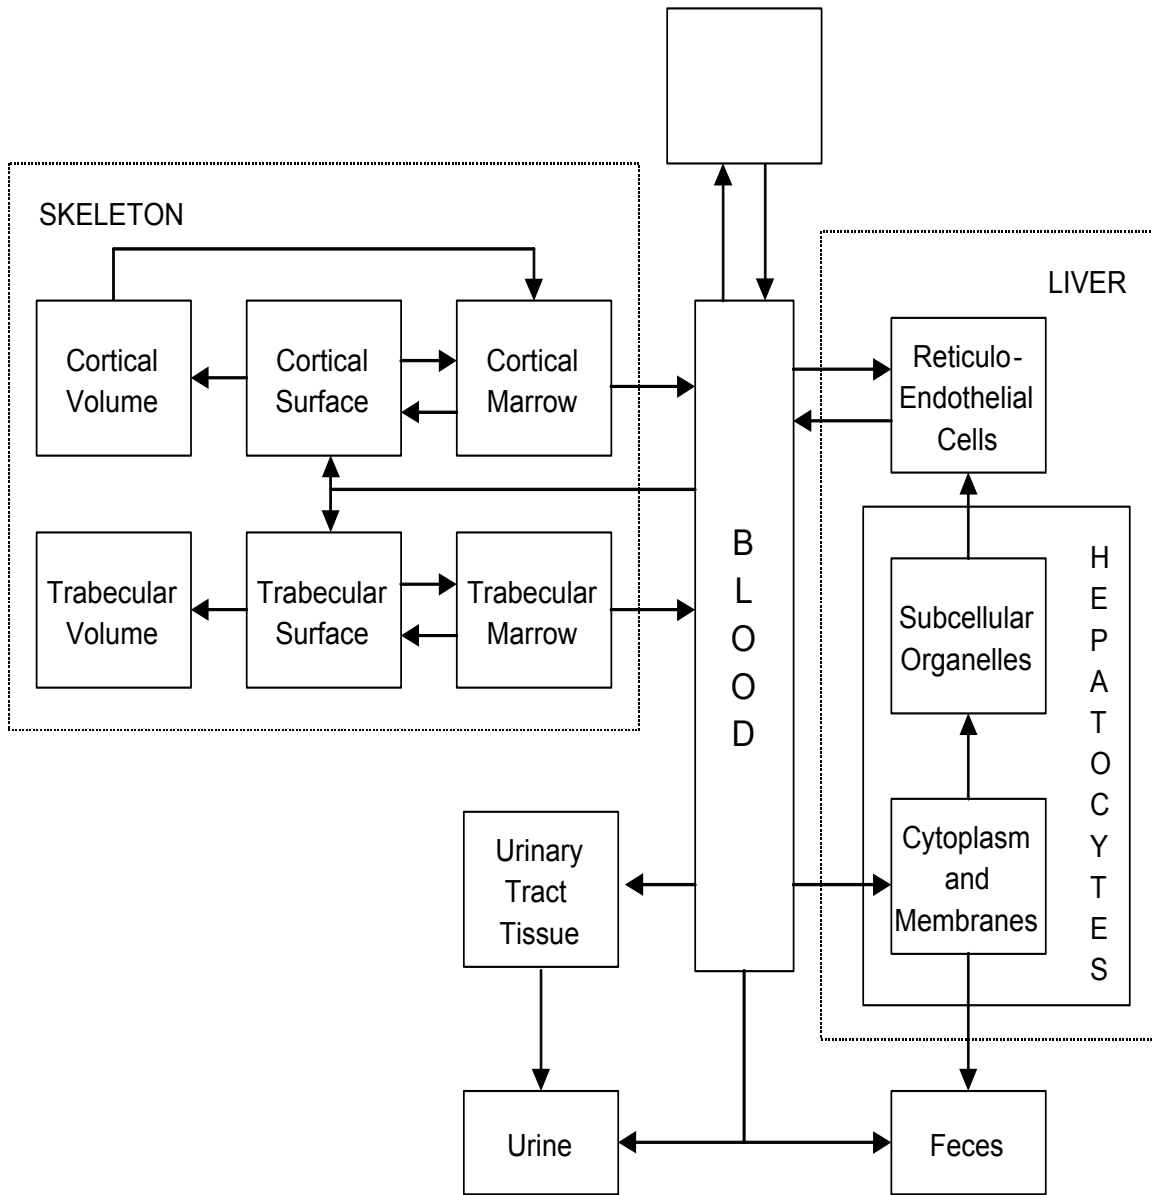 SKELETON
LIVER
Cortical
Volume
Cortical
Surface
Cortical
Marrow
Reticulo-
Endothelial
Cells
Trabecular
Volume
Trabecular
Surface
Trabecular
Marrow
B
L
O
O
D
Subcellular
Organelles
H
E
P
A
T
O
C
Y
T
E
S
Urinary
Tract
Tissue
Cytoplasm
and
Membranes
Urine
Feces